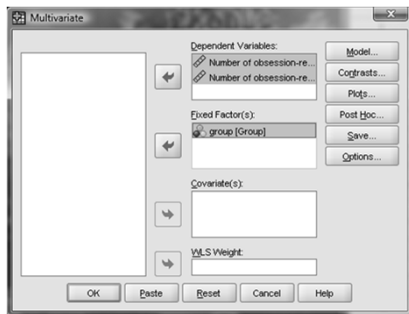 Multivariate
Dependent Variables:
Number of obsession-re...
Number of obsession-re...
Fixed Factor(s):
group [Group]
Covariate(s):
WLS Weight:
Model...
Contrasts...
Plots...
Post Hoc...
Save...
Options...
OK
Paste
Reset
Cancel
Help